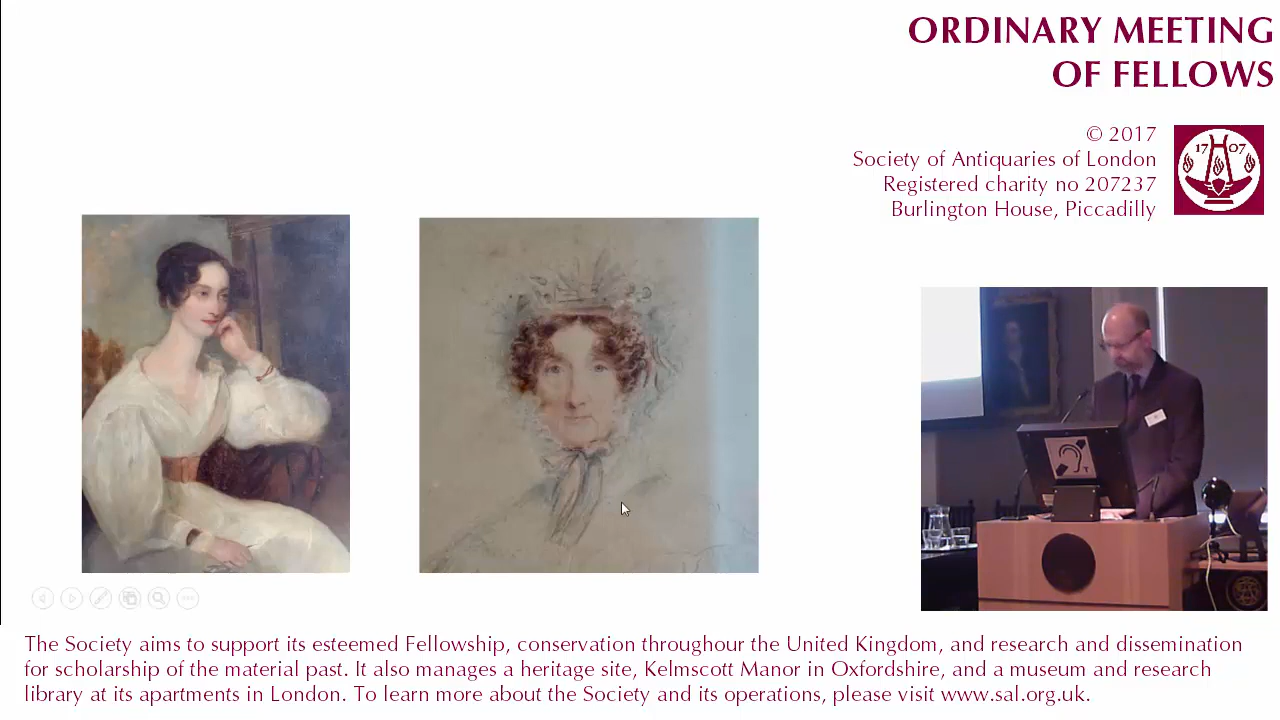 ORDINARY MEETING
OF FELLOWS
© 2017
Society of Antiquaries of London
Registered charity no 207237
Burlington House, Piccadilly
17 07
T
The Society aims to support its esteemed Fellowship, conservation throughour the United Kingdom, and research and dissemination
for scholarship of the material past. It also manages a heritage site, Kelmscott Manor in Oxfordshire, and a museum and research
library at its apartments in London. To learn more about the Society and its operations, please visit www.sal.org.uk.